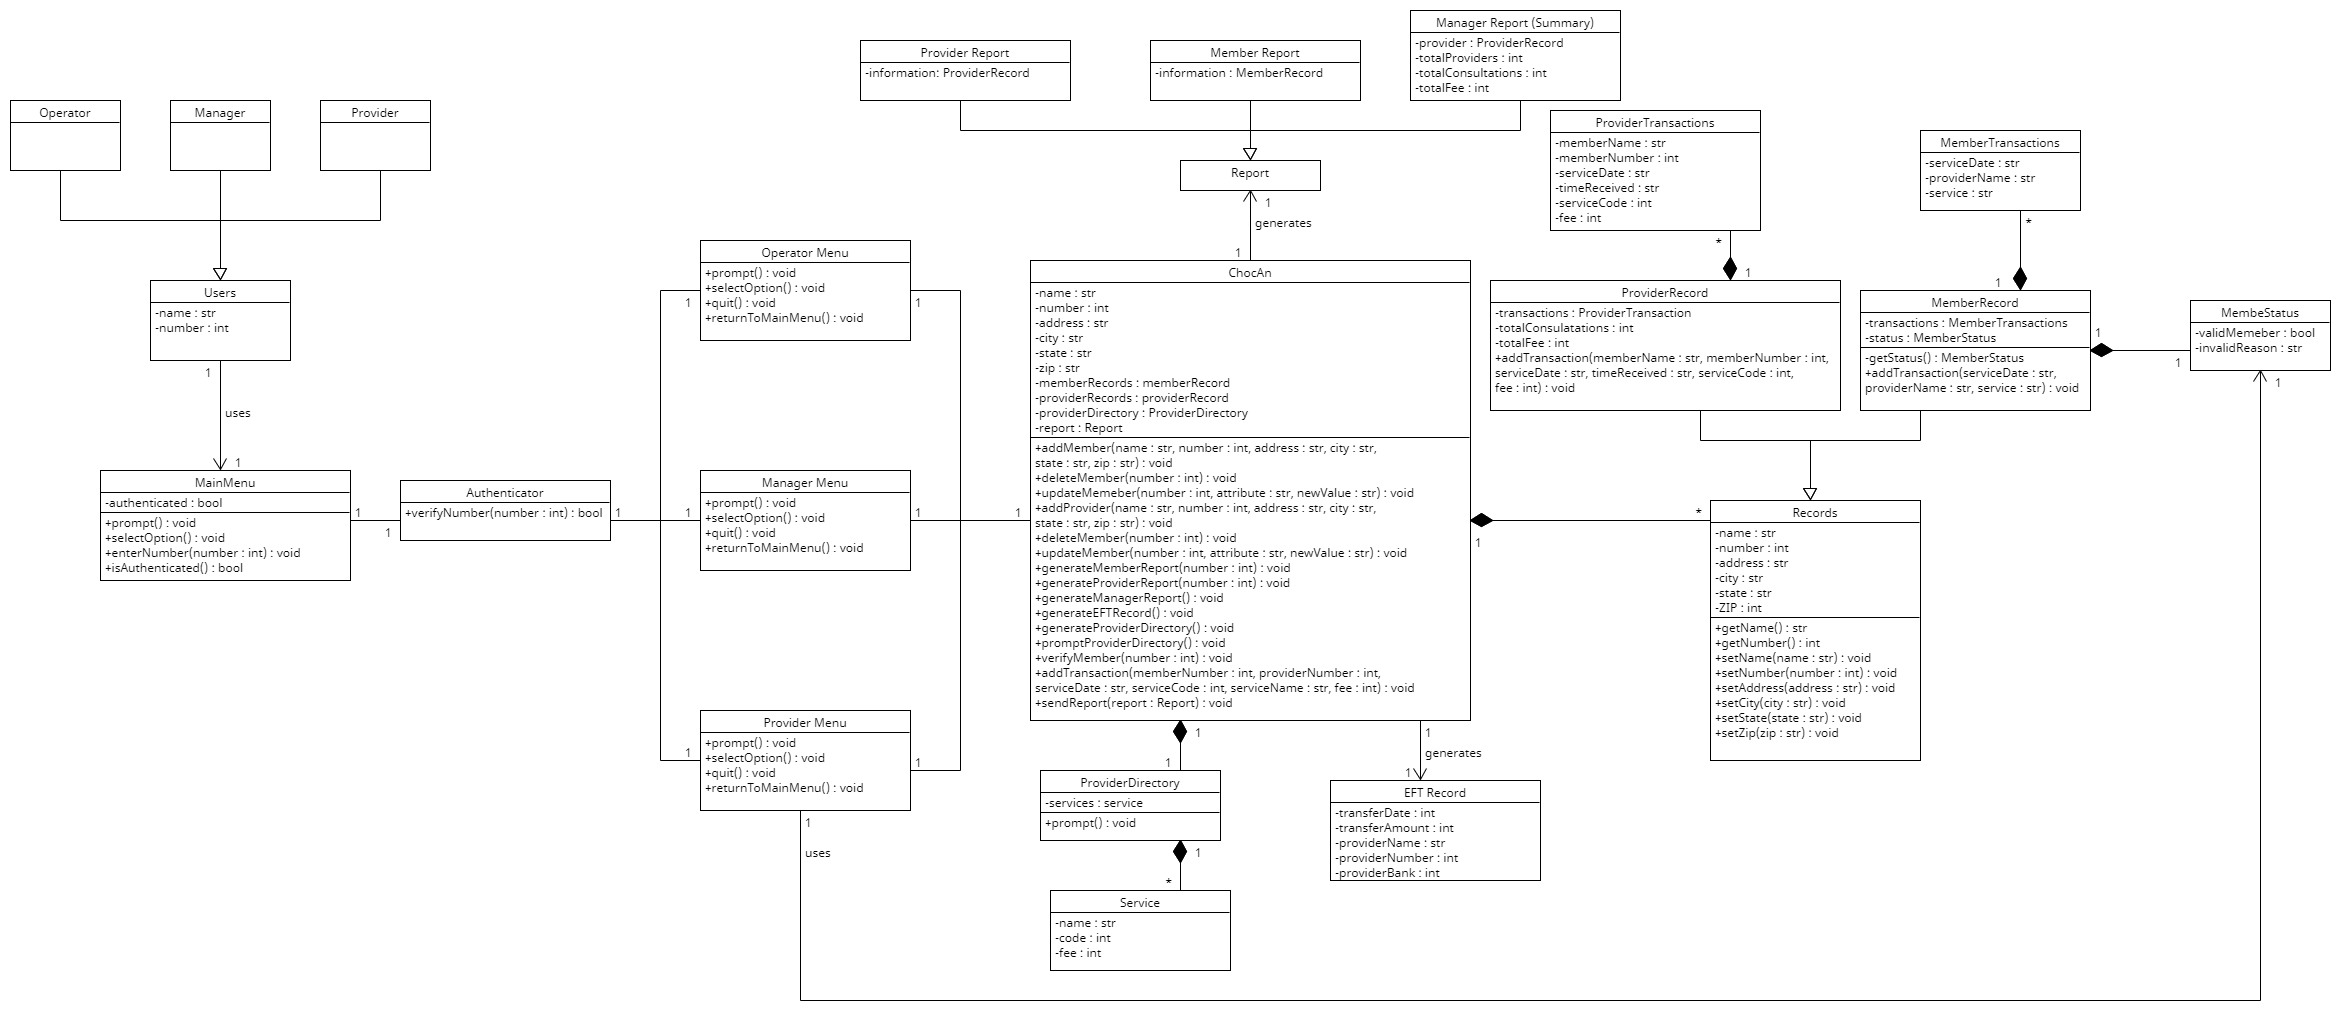 Manager Report (Summary)
-provider : ProviderRecord
-totalProviders : int
-totalConsultations : int
-totalFee : int
Provider Report
-information: ProviderRecord
Member Report
-information : MemberRecord
Operator
Manager
Provider
ProviderTransactions
-memberName : str
-memberNumber : int
-serviceDate : str
-timeReceived : str
-serviceCode : int
-fee : int
MemberTransactions
-serviceDate : str
-providerName : str
-service : str
Report
1
generates
1
*
1
*
1
Users
-name : str
-number : int
1
uses
1
Operator Menu
+prompt() : void
+selectOption() : void
+quit() : void
+returnToMainMenu() : void
1
1
ChocAn
-name : str
-number : int
-address : str
-city : str
-state : str
-zip : str
-memberRecords : memberRecord
-providerRecords : providerRecord
-providerDirectory : ProviderDirectory
-report : Report
+addMember(name : str, number : int, address : str, city : str,
state : str, zip : str) : void
+deleteMember(number : int) : void
+updateMemeber(number : int, attribute : str, newValue : str) : void
+addProvider(name : str, number : int, address : str, city : str,
state : str, zip : str) : void
+deleteMember(number : int) : void
+updateMember(number : int, attribute : str, newValue : str) : void
+generateMemberReport(number : int) : void
+generateProviderReport(number : int) : void
+generateManagerReport() : void
+generateEFTRecord() : void
+generateProviderDirectory() : void
+promptProviderDirectory() : void
+verifyMember(number : int) : void
+addTransaction(memberNumber : int, providerNumber : int,
serviceDate : str, serviceCode : int, serviceName : str, fee : int) : void
+sendReport(report : Report) : void
ProviderRecord
-transactions : ProviderTransaction
-totalConsulatations : int
-totalFee : int
+addTransaction(memberName : str, memberNumber : int,
serviceDate : str, timeReceived : str, serviceCode : int,
fee : int) : void
MemberRecord
-transactions : MemberTransactions
-status : MemberStatus
-getStatus() : MemberStatus
+addTransaction(serviceDate : str,
providerName : str, service : str) : void
1
1
MembeStatus
-validMemeber : bool
-invalidReason : str
1
MainMenu
-authenticated : bool
+prompt() : void
+selectOption() : void
+enterNumber(number : int) : void
+isAuthenticated() : bool
1
1
Authenticator
+verifyNumber(number : int) : bool
1
1
Manager Menu
+prompt() : void
+selectOption() : void
+quit() : void
+returnToMainMenu() : void
1
1
1
*
Records
-name : str
-number : int
-address : str
-city : str
-state : str
-ZIP : int
+getName() : str
+getNumber() : int
+setName(name : str) : void
+setNumber(number : int) : void
+setAddress(address : str) : void
+setCity(city : str) : void
+setState(state : str) : void
+setZip(zip : str) : void
Provider Menu
+prompt() : void
+selectOption() : void
+quit() : void
+returnToMainMenu() : void
1
1
1
uses
1
1
ProviderDirectory
-services : service
+prompt() : void
1
*
Service
-name : str
-code : int
-fee : int
1
generates
1
EFT Record
-transferDate : int
-transferAmount : int
-providerName : str
-providerNumber : int
-providerBank : int